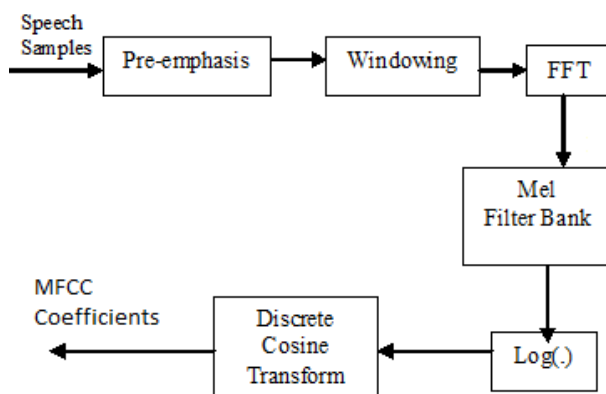 Speech
Samples
Pre-emphasis
Windowing
FFT
Mel
Filter Bank
Log(.)
Discrete
Cosine
Transform
MFCC
Coefficients